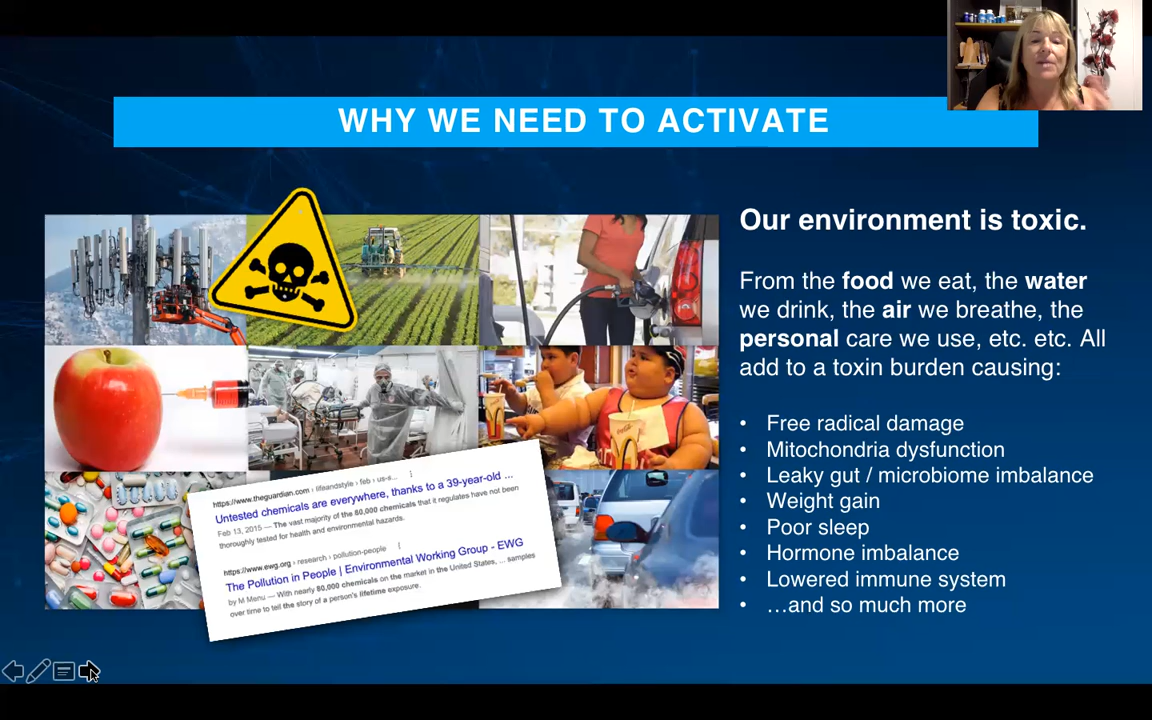 WHY WE NEED TO ACTIVATE
Our environment is toxic.
From the food we eat, the water
we drink, the air we breathe, the
personal care we use, etc. etc. All
add to a toxin burden causing:
• Free radical damage
• Mitochondria dysfunction
• Leaky gut / microbiome imbalance
• Weight gain
• Poor sleep
• Hormone imbalance
• Lowered immune system
• …and so much more
https://www.theguardian.com › lifeandstyle › feb › us-s...
Untested chemicals are everywhere, thanks to a 39-year-old ...
Feb 13, 2015 — The vast majority of the 80,000 chemicals that it regulates have not been
thoroughly tested for health and environmental hazards.
https://www.ewg.org › research › pollution-people
The Pollution in People | Environmental Working Group - EWG
by M Menu — With nearly 80,000 chemicals on the market in the United States, ... samples
over time to tell the story of a person's lifetime exposure.